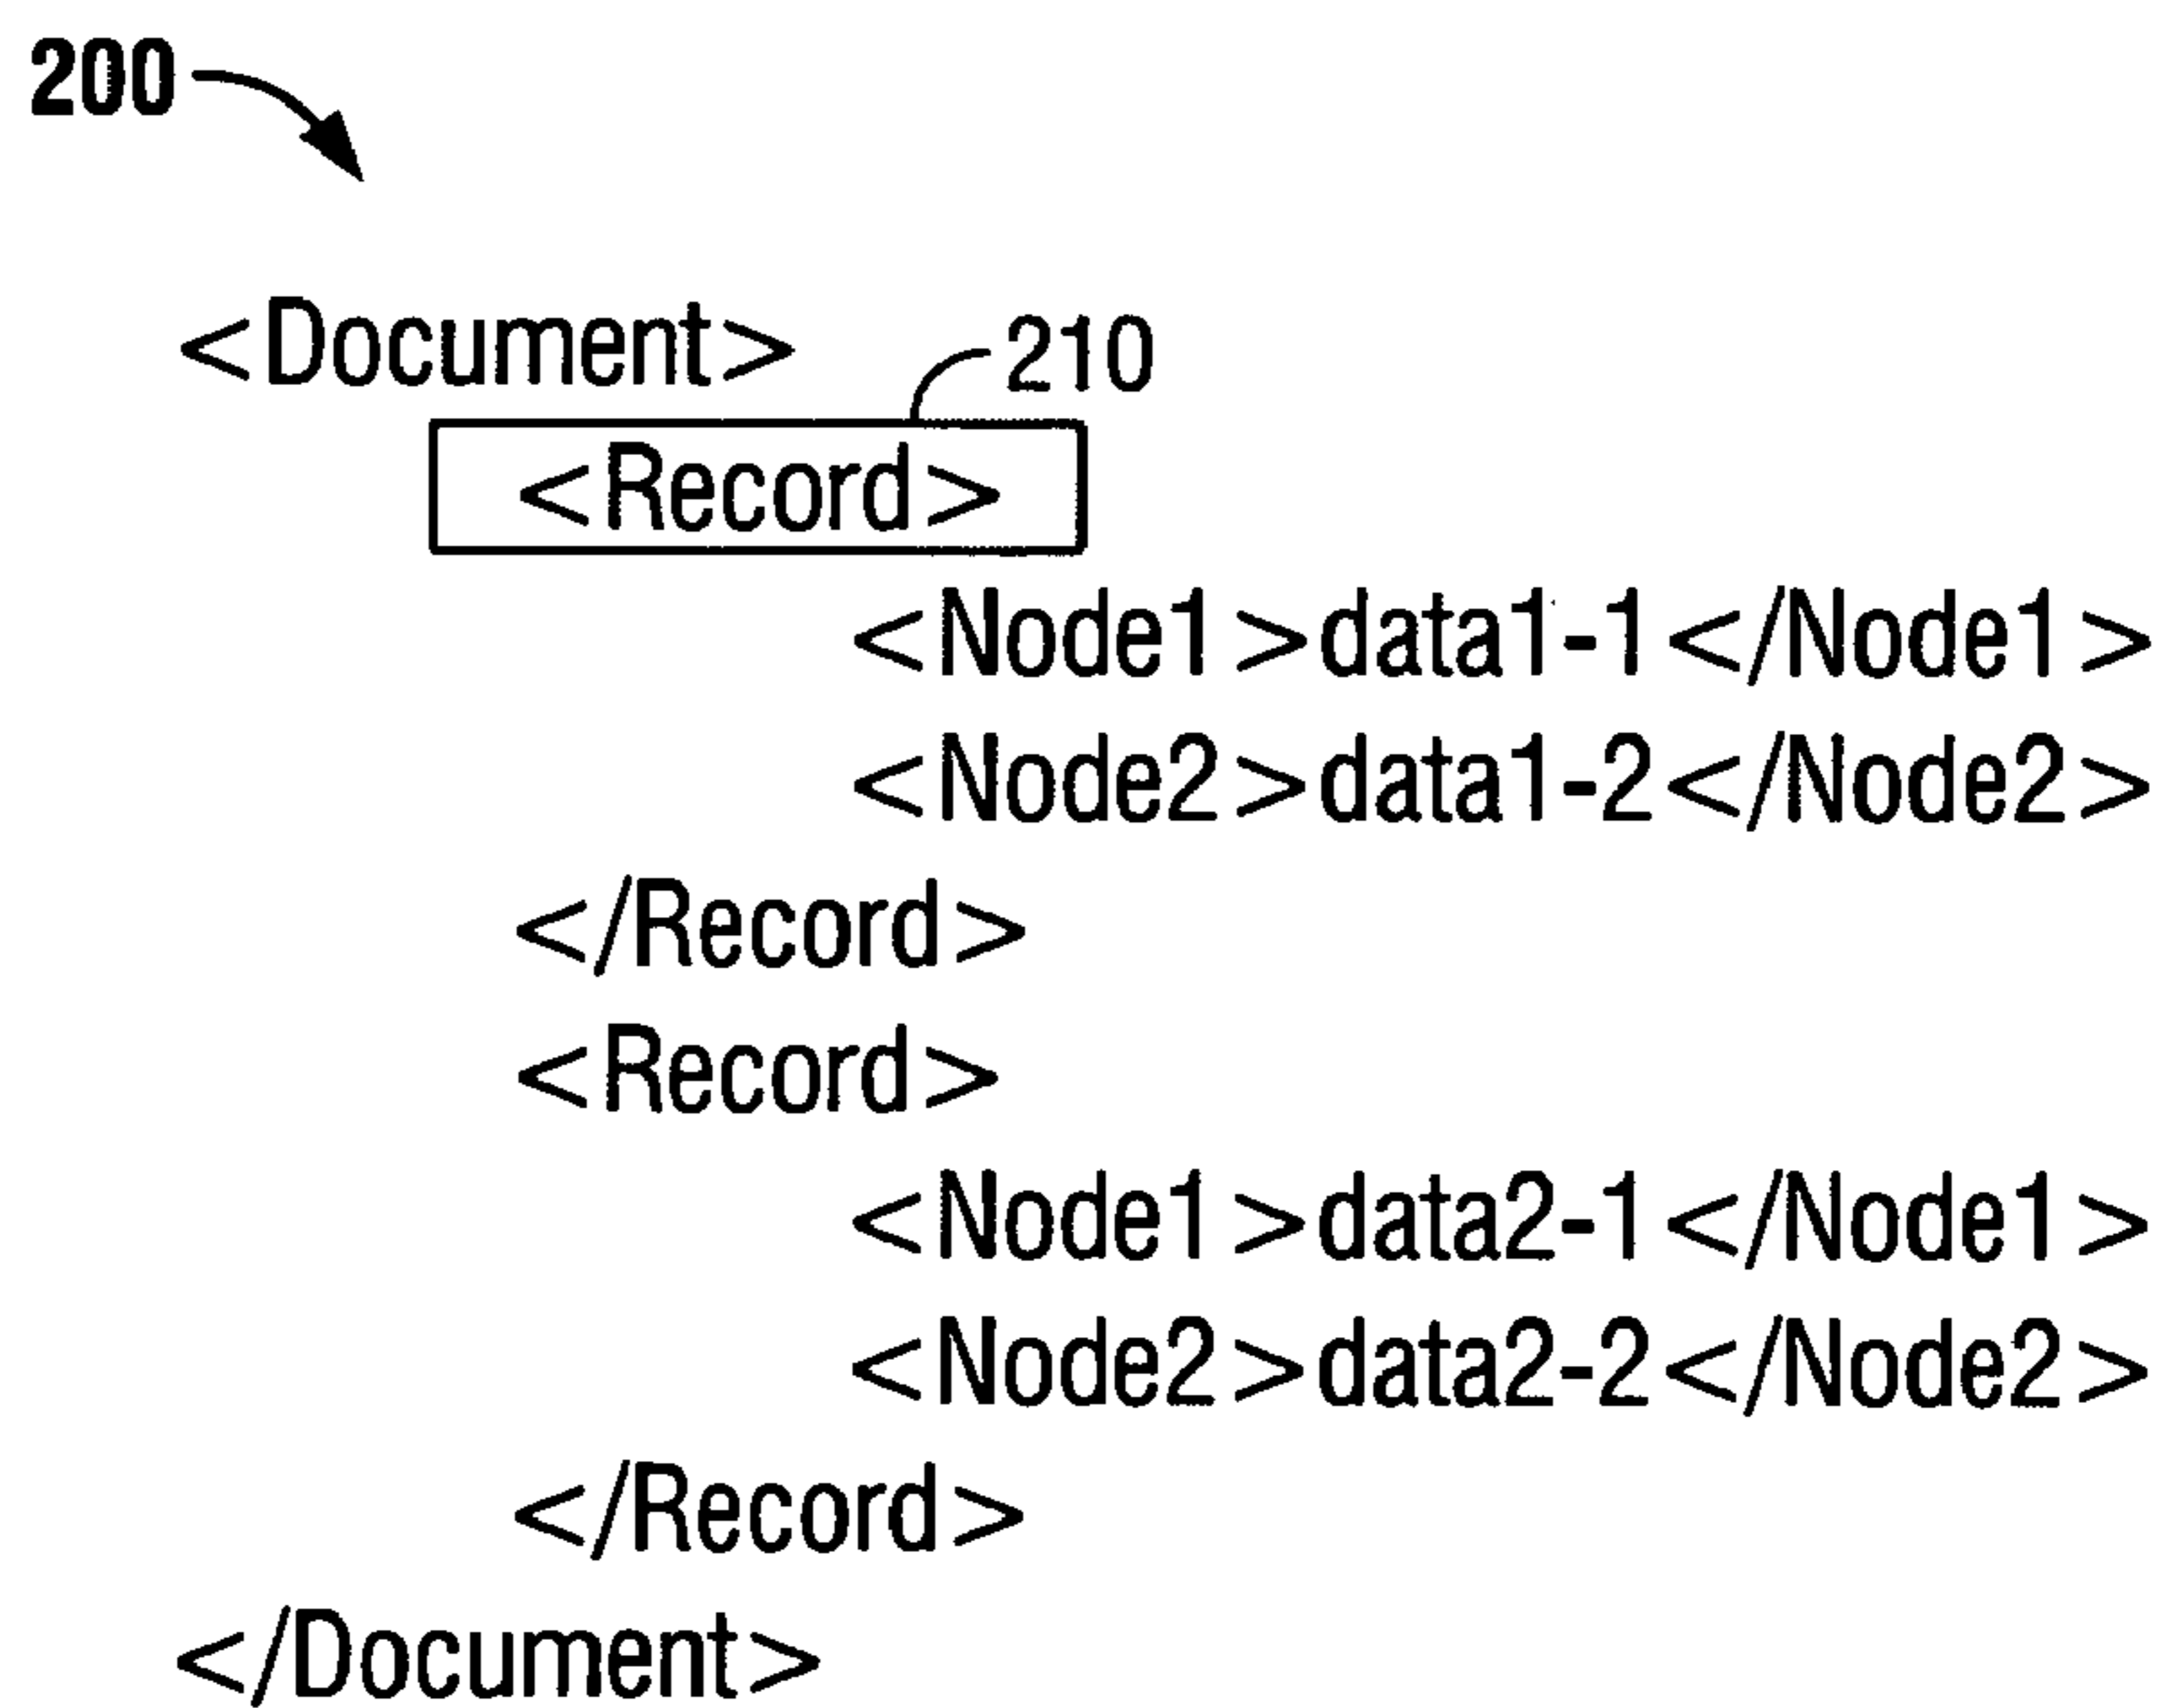 200
<Document>
210
<Record>
<Node1>data1-1</Node1>
<Node2>data1-2</Node2>
</Record>
<Record>
<Node1>data2-1</Node1>
<Node2>data2-2</Node2>
</Record>
</Document>